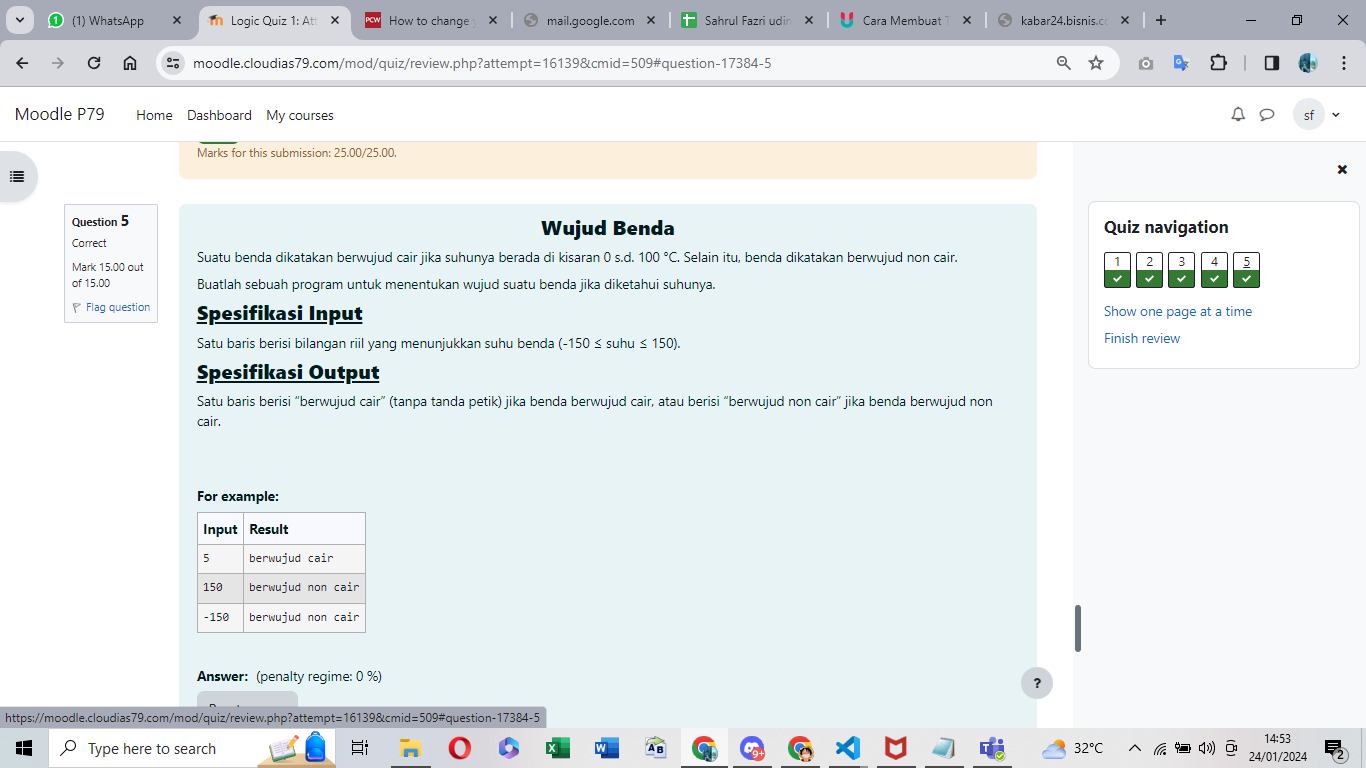 (1) WhatsApp
Logic Quiz 1: Att
PCW How to change y
mail.google.com
Sahrul Fazri udin
Cara Membuat T
kabar24.bisnis.co
moodle.cloudias79.com/mod/quiz/review.php?attempt=16139&cmid=509#question-17384-5
Moodle P79
Home
Dashboard
My courses
sf
Marks for this submission: 25.00/25.00.
Question 5
Correct
Mark 15.00 out
of 15.00
Flag question
Wujud Benda
Suatu benda dikatakan berwujud cair jika suhunya berada di kisaran 0 s.d. 100 °C. Selain itu, benda dikatakan berwujud non cair.
Buatlah sebuah program untuk menentukan wujud suatu benda jika diketahui suhunya.
Spesifikasi Input
Satu baris berisi bilangan riil yang menunjukkan suhu benda (-150 ≤ suhu ≤ 150).
Spesifikasi Output
Satu baris berisi “berwujud cair” (tanpa tanda petik) jika benda berwujud cair, atau berisi “berwujud non cair” jika benda berwujud non
cair.
For example:
Input Result
5 berwujud cair
150 berwujud non cair
-150 berwujud non cair
Answer: (penalty regime: 0 %)
?
Quiz navigation
1 2 3 4 5
Show one page at a time
Finish review
https://moodle.cloudias79.com/mod/quiz/review.php?attempt=16139&cmid=509#question-17384-5
Type here to search
9+
32°C
14:53
24/01/2024
2